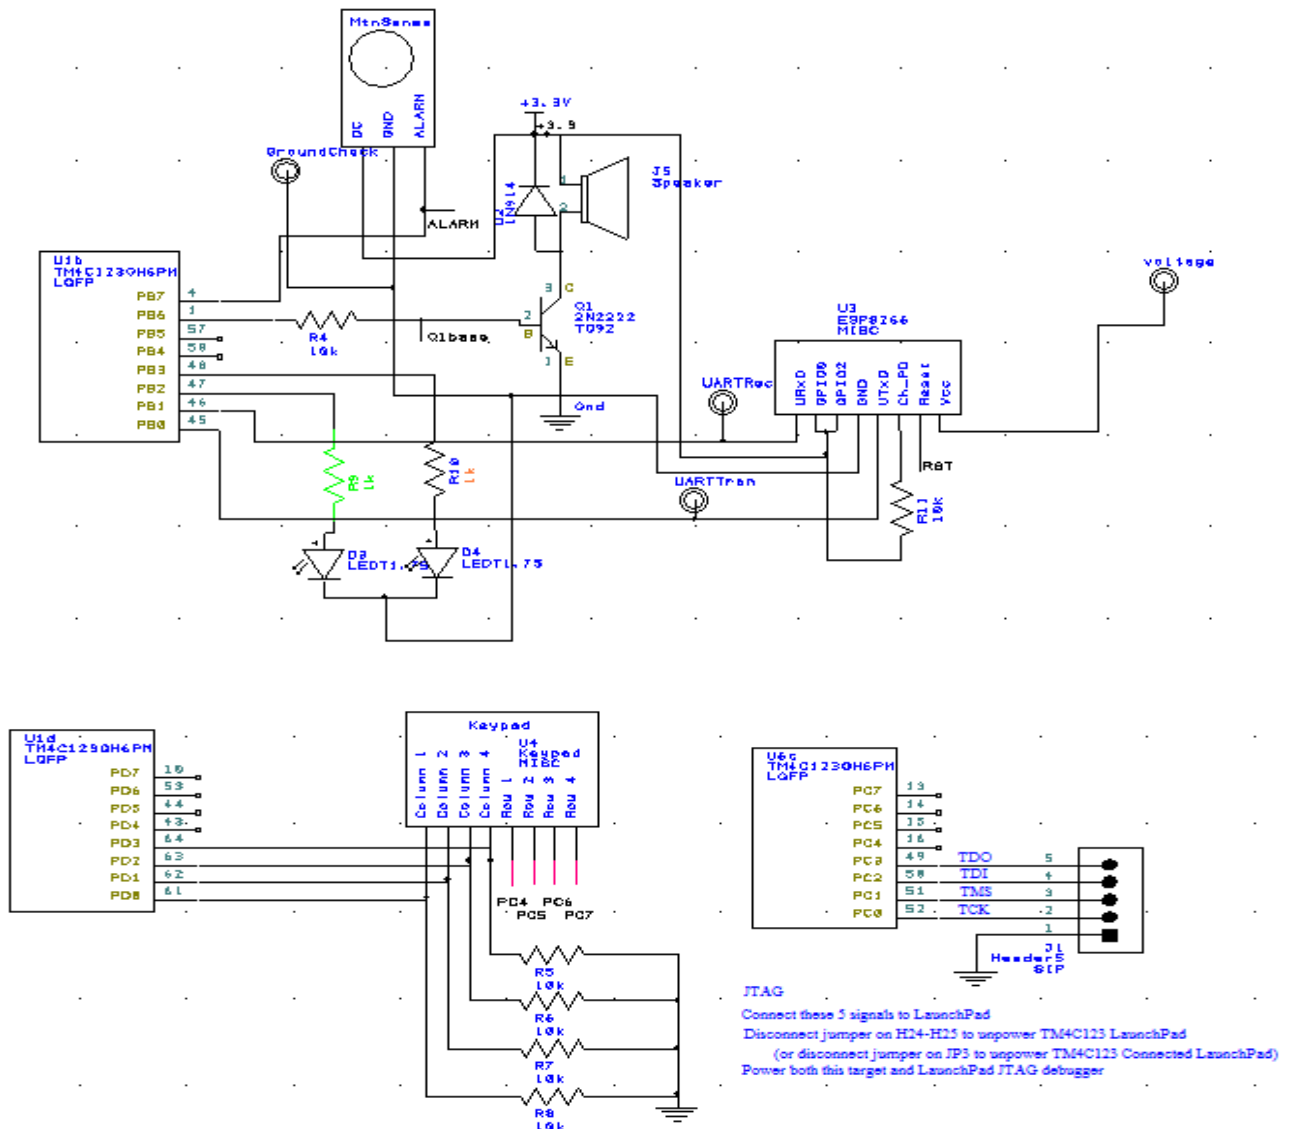 MtnSense
DC
GND
ALARM
GroundCheck
+3.3V
+3.3
U2
1N914
1
2
J5
Speaker
ALARM
U1b
TM4C123GH6PM
LQFP
PB7 4
PB6 1
PB5 57
PB4 58
PB3 48
PB2 47
PB1 46
PB0 45
R4
10k
Q1base
3 C
2
B
1 E
Q1
2N2222
TO92
Gnd
voltage
U3
ESP8266
MISC
URxD
GPIO0
GPIO2
GND
UTxD
Ch_PD
Reset
Vcc
UARTRec
RST
UARTTran
R9
1k
R10
1k
R11
10k
D3
LEDT1.75
D4
LEDT1.75
U1d
TM4C123GH6PM
LQFP
PD7 10
PD6 53
PD5 44
PD4 43
PD3 64
PD2 63
PD1 62
PD0 61
Keypad
U4
Keypad
MISC
Column 1
Column 2
Column 3
Column 4
Row 1
Row 2
Row 3
Row 4
PC4 PC6
PC5 PC7
R5
10k
R6
10k
R7
10k
R8
10k
U6c
TM4C123GH6PM
LQFP
PC7 13
PC6 14
PC5 15
PC4 16
PC3 49 TDO 5
PC2 50 TDI 4
PC1 51 TMS 3
PC0 52 TCK 2
1
J1
Header5
SIP
JTAG
Connect these 5 signals to LaunchPad
Disconnect jumper on H24-H25 to unpower TM4C123 LaunchPad
(or disconnect jumper on JP3 to unpower TM4C123 Connected LaunchPad)
Power both this target and LaunchPad JTAG debugger